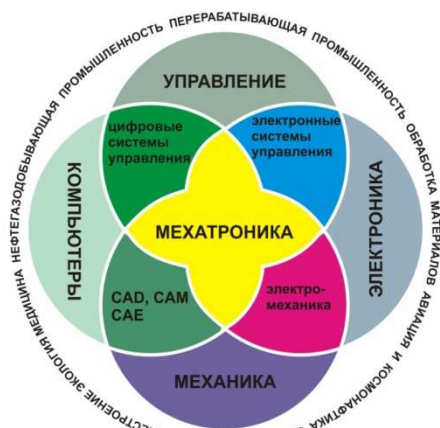 ЭКОЛОГИЯ МЕДИЦИНА НЕФТЕГАЗОДОБЫВАЮЩАЯ ПРОМЫШЛЕННОСТЬ ПЕРЕРАБАТЫВАЮЩАЯ ПРОМЫШЛЕННОСТЬ ОБРАБОТКА МАТЕРИАЛОВ АВИАЦИЯ И КОСМОНАФТИКА
УПРАВЛЕНИЕ
цифровые
системы
управления
электронные
системы
управления
КОМПЬЮТЕРЫ
МЕХАТРОНИКА
ЭЛЕКТРОНИКА
CAD, CAM
CAE
электро-
механика
МЕХАНИКА